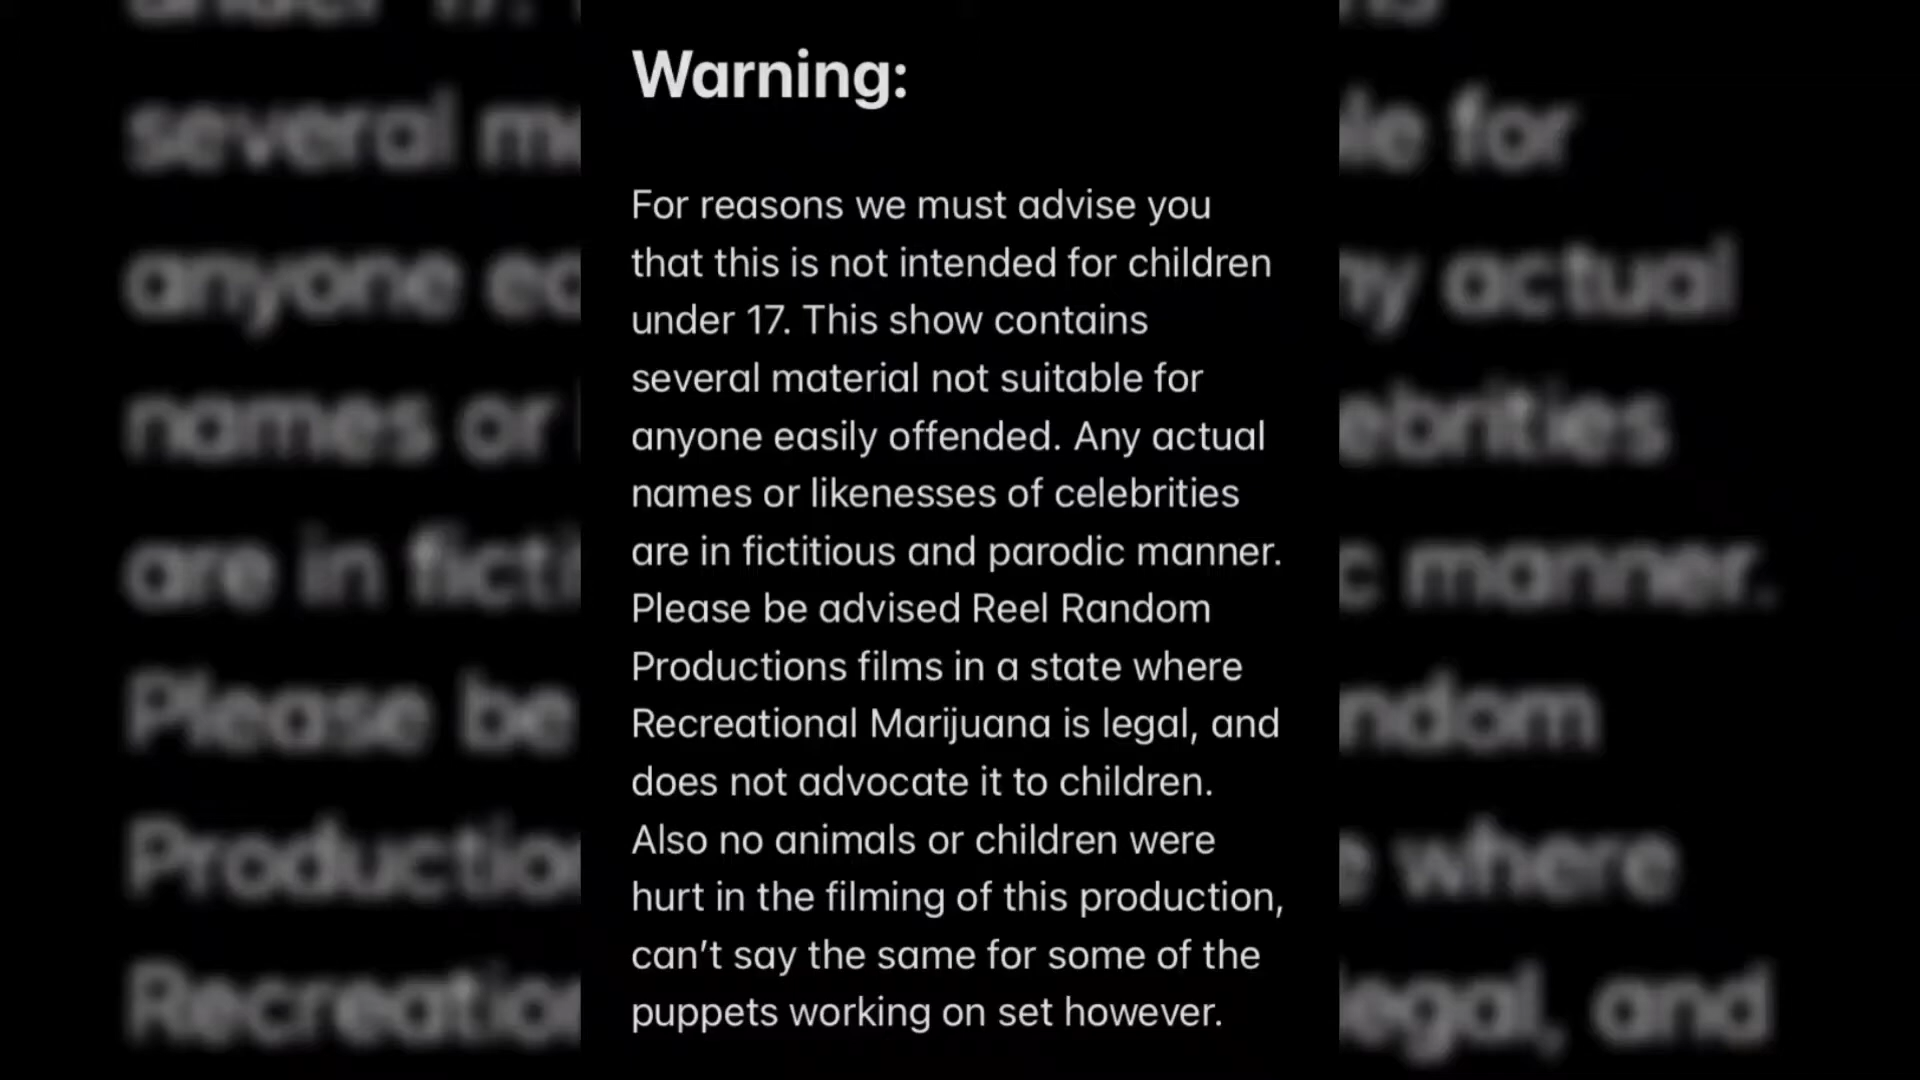 Warning:
For reasons we must advise you
that this is not intended for children
under 17. This show contains
several material not suitable for
anyone easily offended. Any actual
names or likenesses of celebrities
are in fictitious and parodic manner.
Please be advised Reel Random
Productions films in a state where
Recreational Marijuana is legal, and
does not advocate it to children.
Also no animals or children were
hurt in the filming of this production,
can't say the same for some of the
puppets working on set however.